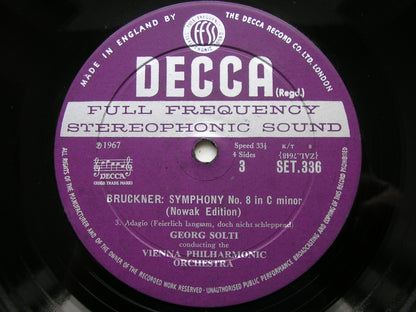 MADE IN ENGLAND BY
THE DECCA RECORD CO. LTD. LONDON.
FFSS
DECCA (Regd.)
FULL FREQUENCY
STEREOPHONIC SOUND
℗1967
Speed 33⅓
K/T 8
4 Sides
DECCA
3
SET.336
BRUCKNER: SYMPHONY No. 8 in C minor
(Nowak Edition)
3. Adagio (Feierlich langsam, doch nicht schleppend)
GEORG SOLTI
conducting the
VIENNA PHILHARMONIC
ORCHESTRA
ALL RIGHTS OF THE MANUFACTURER AND OF THE OWNER OF THE RECORDED WORK RESERVED - UNAUTHORISED PUBLIC PERFORMANCE BROADCASTING AND COPYING OF THIS RECORD PROHIBITED